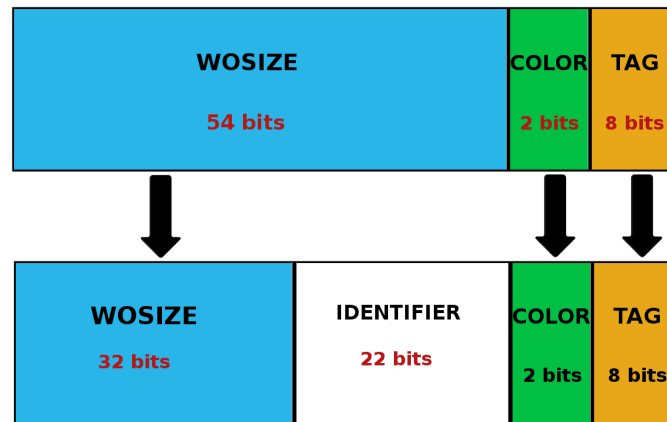 WOSIZE COLOR TAG
54 bits 2 bits 8 bits
WOSIZE IDENTIFIER COLOR TAG
32 bits 22 bits 2 bits 8 bits